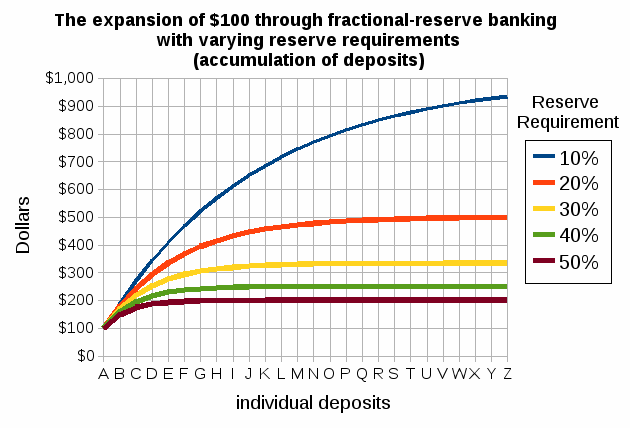 The expansion of $100 through fractional-reserve banking
with varying reserve requirements
(accumulation of deposits)
$1,000
$900
$800
$700
$600
$500
$400
$300
$200
$100
$0
Dollars
A B C D E F G H I J K L M N O P Q R S T U V W X Y Z
individual deposits
Reserve
Requirement
10%
20%
30%
40%
50%